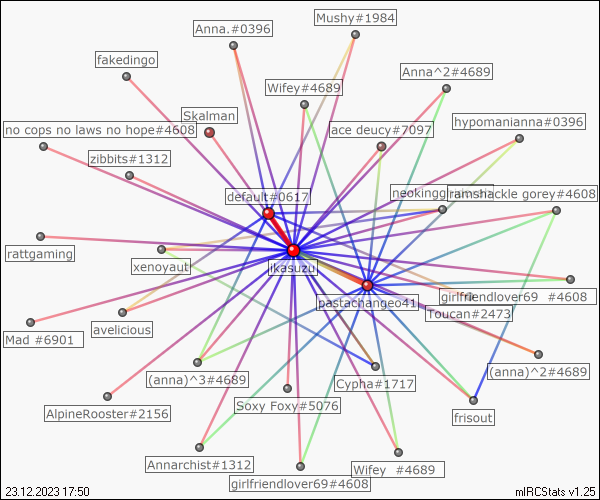 Mushy#1984
Anna.#0396
fakedingo
Anna^2#4689
Wifey#4689
Skalman
hypomanianna#0396
no cops no laws no hope#4608
ace deucy#7097
zibbits#1312
default#0617
ramshackle gorey#4608
rattgaming
xenoyaut
ikasuzu
pastachangeo41
girlfriendlover69 #4608
Toucan#2473
Mad #6901
avelicious
(anna)^3#4689
Cypha#1717
(anna)^2#4689
AlpineRooster#2156
Soxy Foxy#5076
frisout
Annarchist#1312
Wifey #4689
girlfriendlover69#4608
23.12.2023 17:50
mIRCStats v1.25